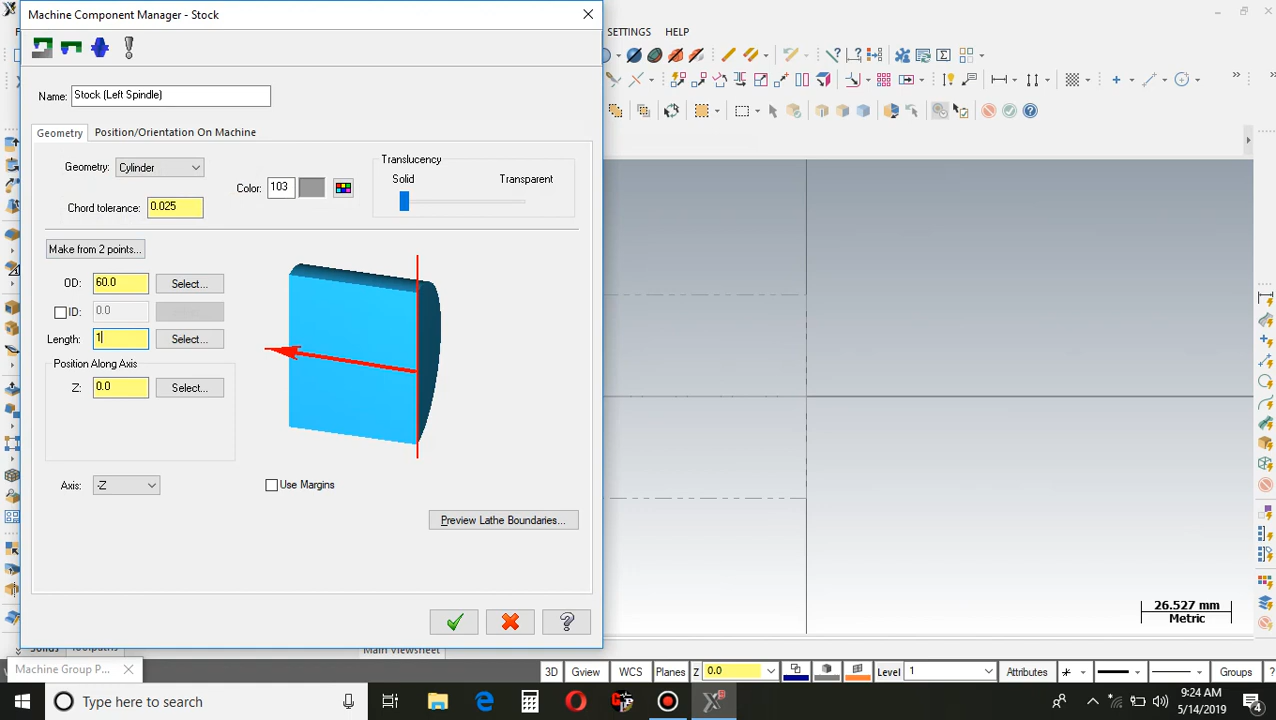 Machine Component Manager - Stock
SETTINGS HELP
Name: Stock (Left Spindle)
Geometry Position/Orientation On Machine
Geometry: Cylinder
Color: 103
Translucency
Solid Transparent
Chord tolerance: 0.025
Make from 2 points...
OD: 60.0 Select...
ID: 0.0
Length: 1 Select...
Position Along Axis
Z: 0.0 Select...
Axis: -Z
Use Margins
Preview Lathe Boundaries...
26.527 mm
Metric
Solids Toolpaths
Main Viewsheet
Machine Group P...
3D Gview WCS Planes Z 0.0 Level 1 Attributes Groups
Type here to search
9:24 AM
5/14/2019